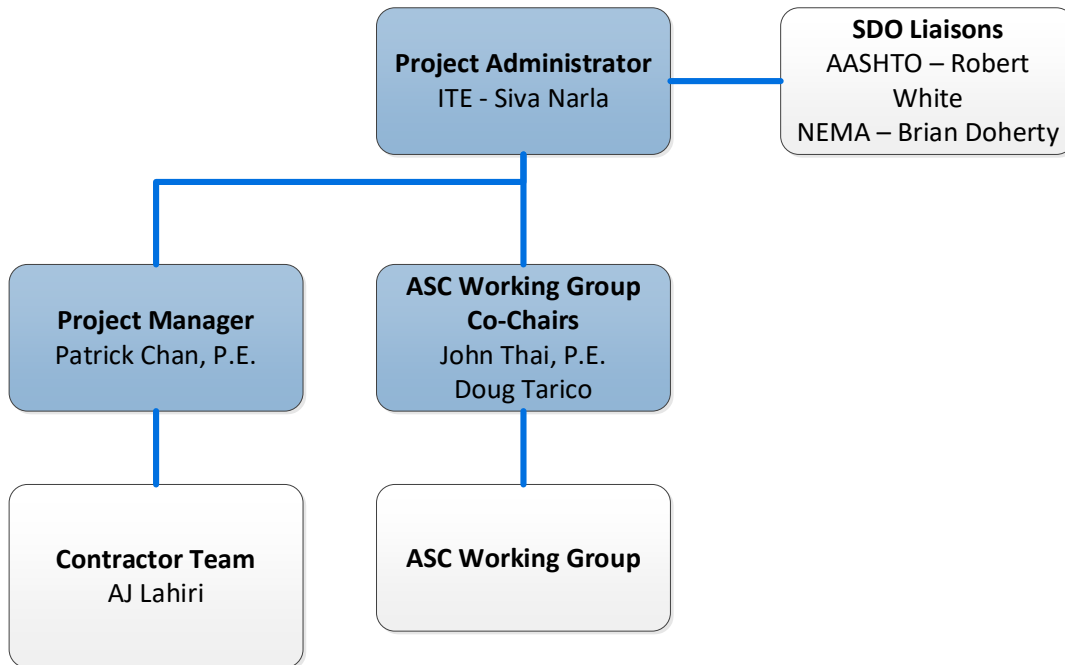 Project Administrator
ITE - Siva Narla
SDO Liaisons
AASHTO – Robert
White
NEMA – Brian Doherty
Project Manager
Patrick Chan, P.E.
ASC Working Group
Co-Chairs
John Thai, P.E.
Doug Tarico
Contractor Team
AJ Lahiri
ASC Working Group